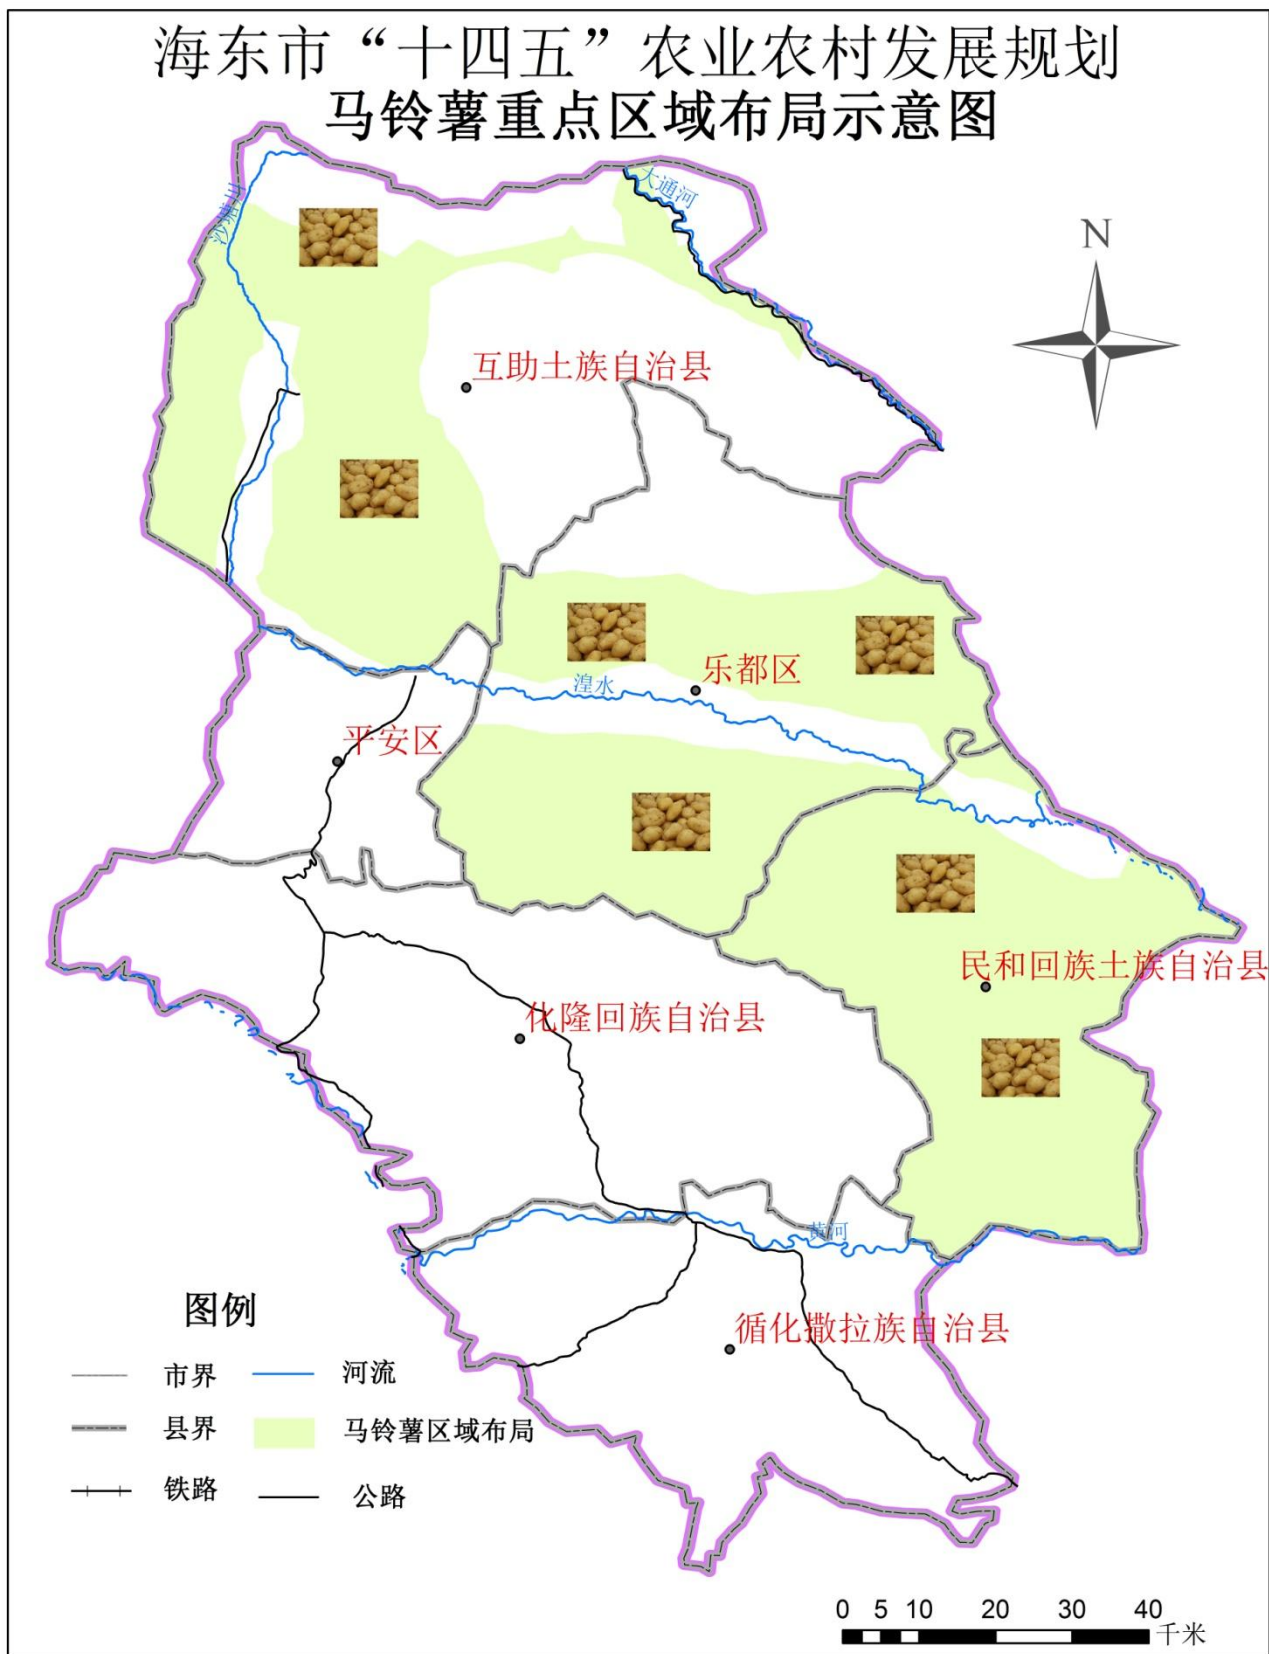 海东市“十四五”农业农村发展规划
马铃薯重点区域布局示意图
大通河
沙塘川
N
互助土族自治县
乐都区
湟水
平安区
民和回族土族自治县
化隆回族自治县
黄河
循化撒拉族自治县
图例
市界
河流
县界
马铃薯区域布局
铁路
公路
0 5 10 20 30 40
千米